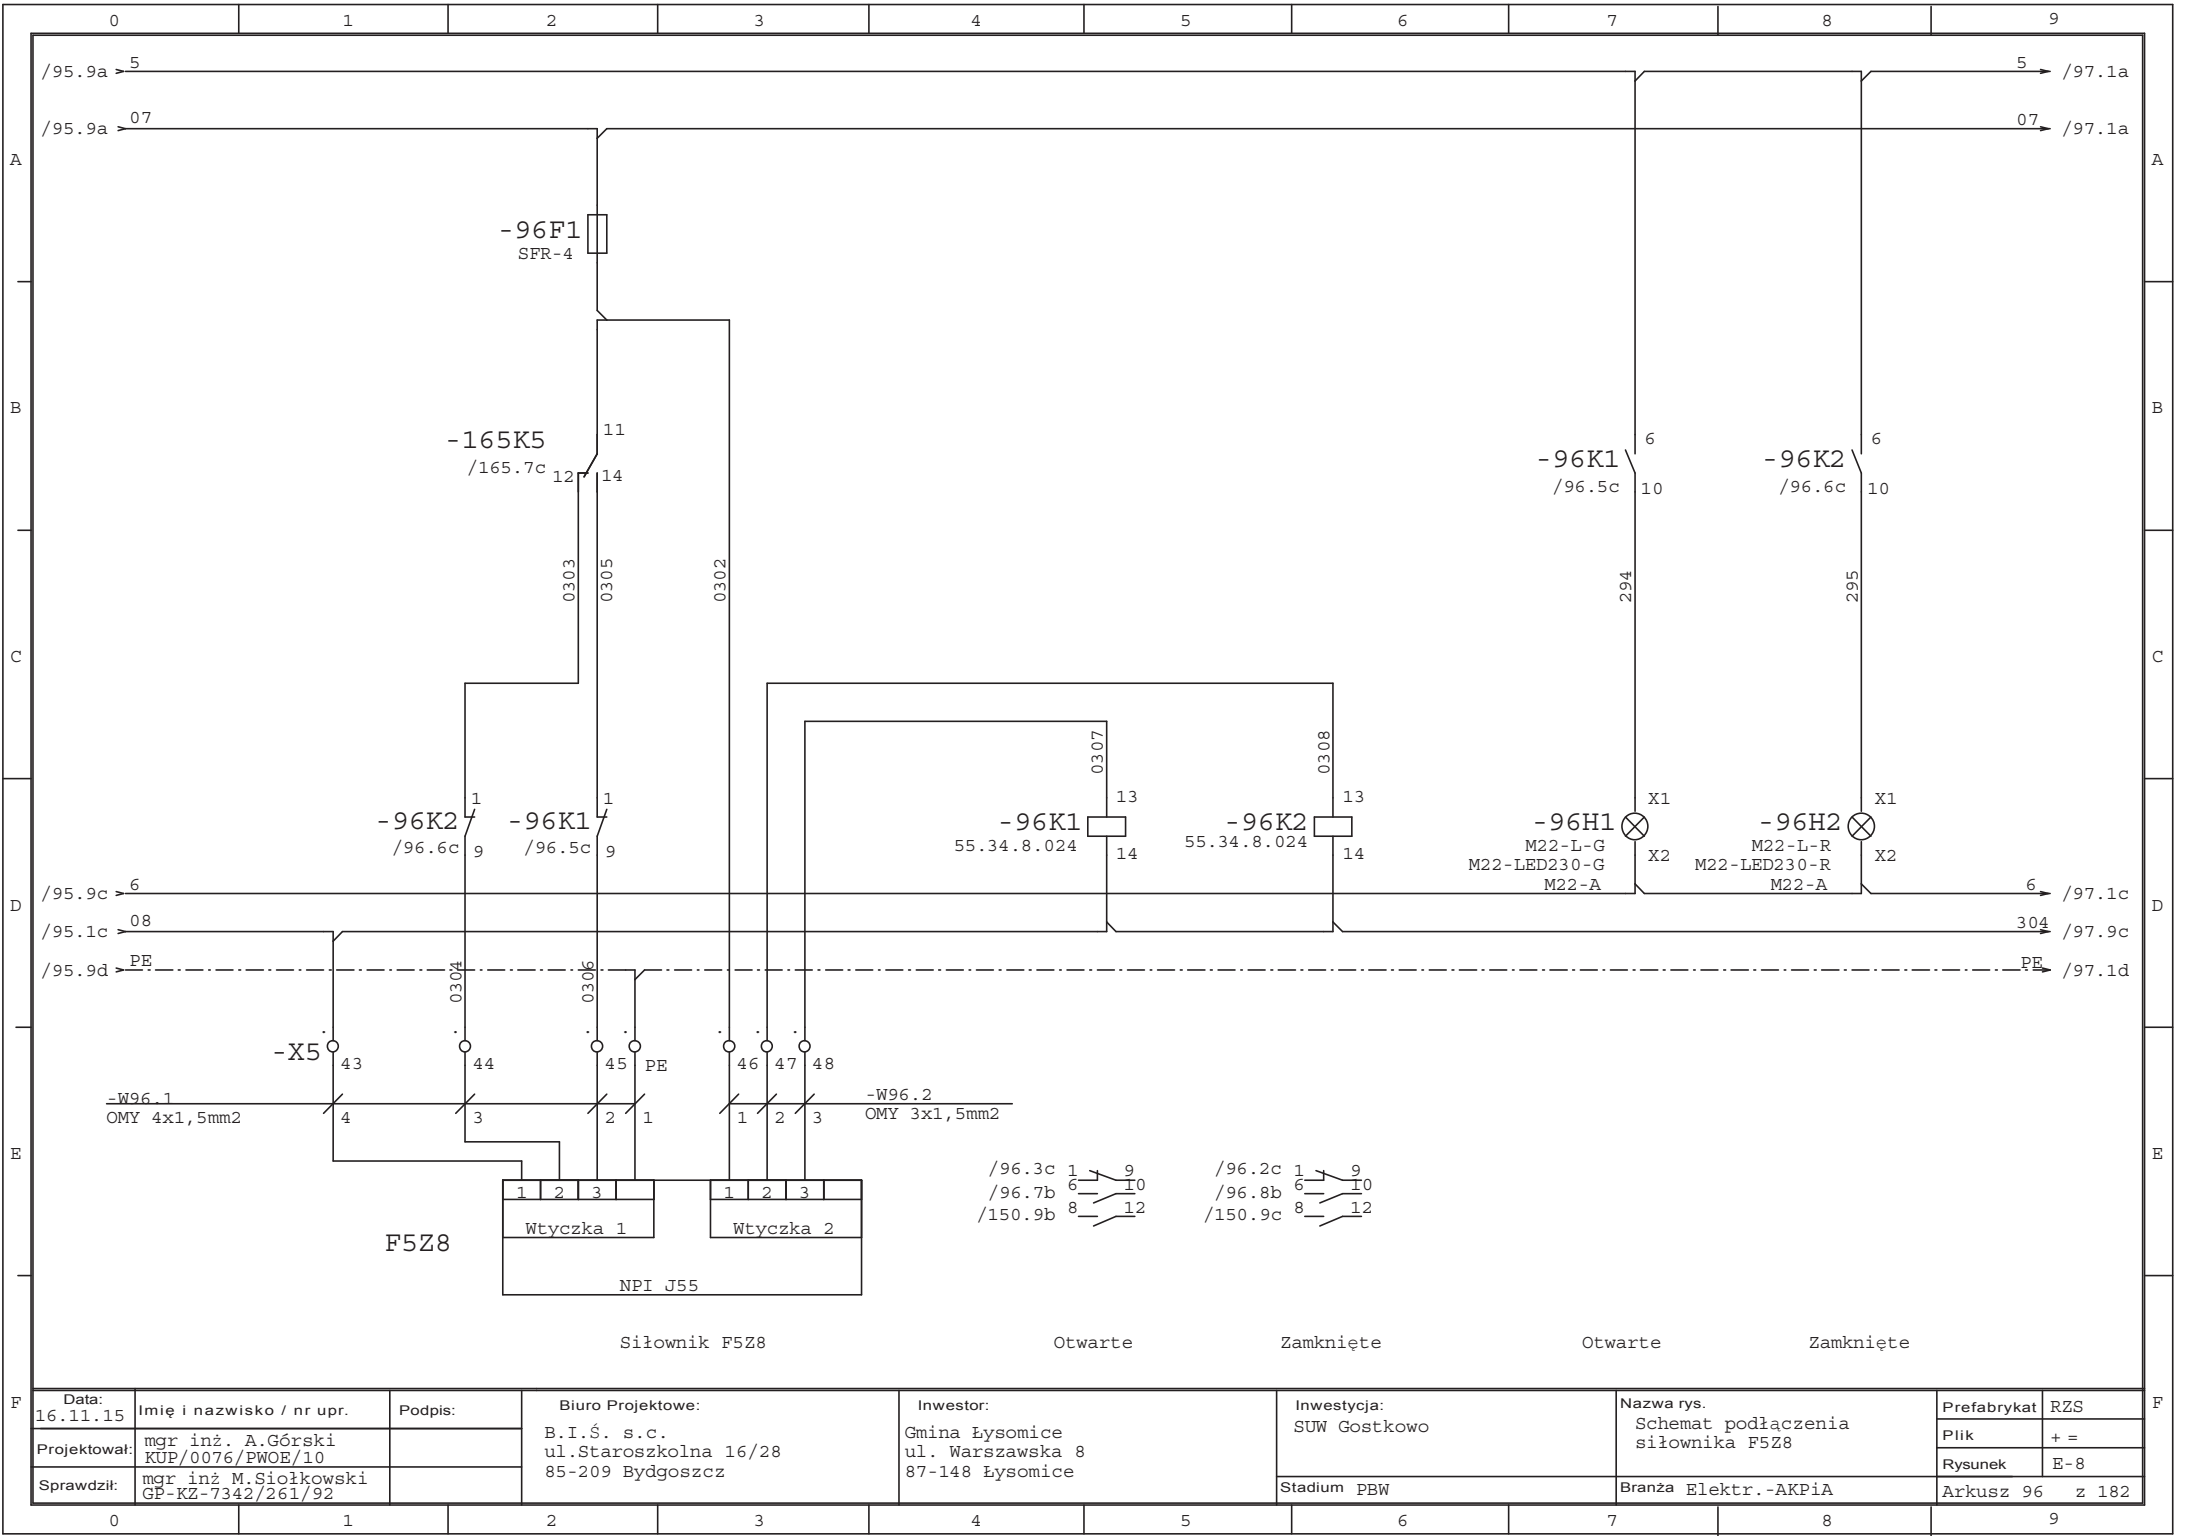 0 1 2 3 4 5 6 7 8 9
/95.9a 5 5 /97.1a
/95.9a 07 07 /97.1a
A A
-96F1
SFR-4
B B
-165K5 11
/165.7c 12 14
-96K1 6
/96.5c 10
-96K2 6
/96.6c 10
0303 0305 0302 294 295
C C
0307 0308
-96K2 1
/96.6c 9
-96K1 1
/96.5c 9
-96K1 13
55.34.8.024 14
-96K2 13
55.34.8.024 14
-96H1 X1
M22-L-G X2
M22-LED230-G
M22-A
-96H2 X1
M22-L-R X2
M22-LED230-R
M22-A
/95.9c 6 6 /97.1c
D D
/95.1c 08 304 /97.9c
/95.9d PE PE /97.1d
0304 0306
-X5 43 44 45 PE 46 47 48
-W96.1 -W96.2
OMY 4x1,5mm2 4 3 2 1 1 2 3 OMY 3x1,5mm2
E E
/96.3c 1 9
/96.7b 6 10
/150.9b 8 12
/96.2c 1 9
/96.8b 6 10
/150.9c 8 12
1 2 3 1 2 3
Wtyczka 1 Wtyczka 2
F5Z8
NPI J55
Siłownik F5Z8 Otwarte Zamknięte Otwarte Zamknięte
F F
Data:
16.11.15
Imię i nazwisko / nr upr.
Podpis:
Projektował:
mgr inż. A.Górski
KUP/0076/PWOE/10
Sprawdził:
mgr inż M.Siołkowski
GP-KZ-7342/261/92
Biuro Projektowe:
B.I.Ś. s.c.
ul.Staroszkolna 16/28
85-209 Bydgoszcz
Inwestor:
Gmina Łysomice
ul. Warszawska 8
87-148 Łysomice
Inwestycja:
SUW Gostkowo
Stadium PBW
Nazwa rys.
Schemat podłączenia
siłownika F5Z8
Branża Elektr.-AKPiA
Prefabrykat RZS
Plik + =
Rysunek E-8
Arkusz 96 z 182
0 1 2 3 4 5 6 7 8 9